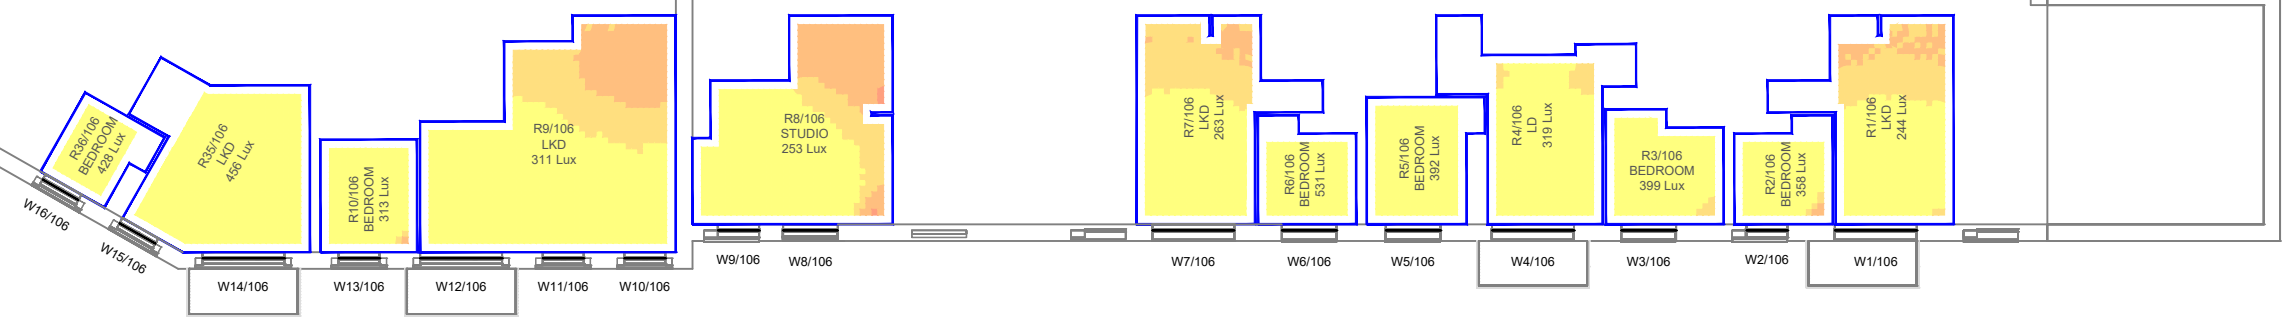 R36/106
BEDROOM
428 Lux
R35/106
LKD
456 Lux
R10/106
BEDROOM
313 Lux
R9/106
LKD
311 Lux
R8/106
STUDIO
253 Lux
R7/106
LKD
263 Lux
R6/106
BEDROOM
531 Lux
R5/106
BEDROOM
392 Lux
R4/106
LD
319 Lux
R3/106
BEDROOM
399 Lux
R2/106
BEDROOM
358 Lux
R1/106
LKD
244 Lux
W16/106
W15/106
W14/106
W13/106
W12/106
W11/106
W10/106
W9/106
W8/106
W7/106
W6/106
W5/106
W4/106
W3/106
W2/106
W1/106